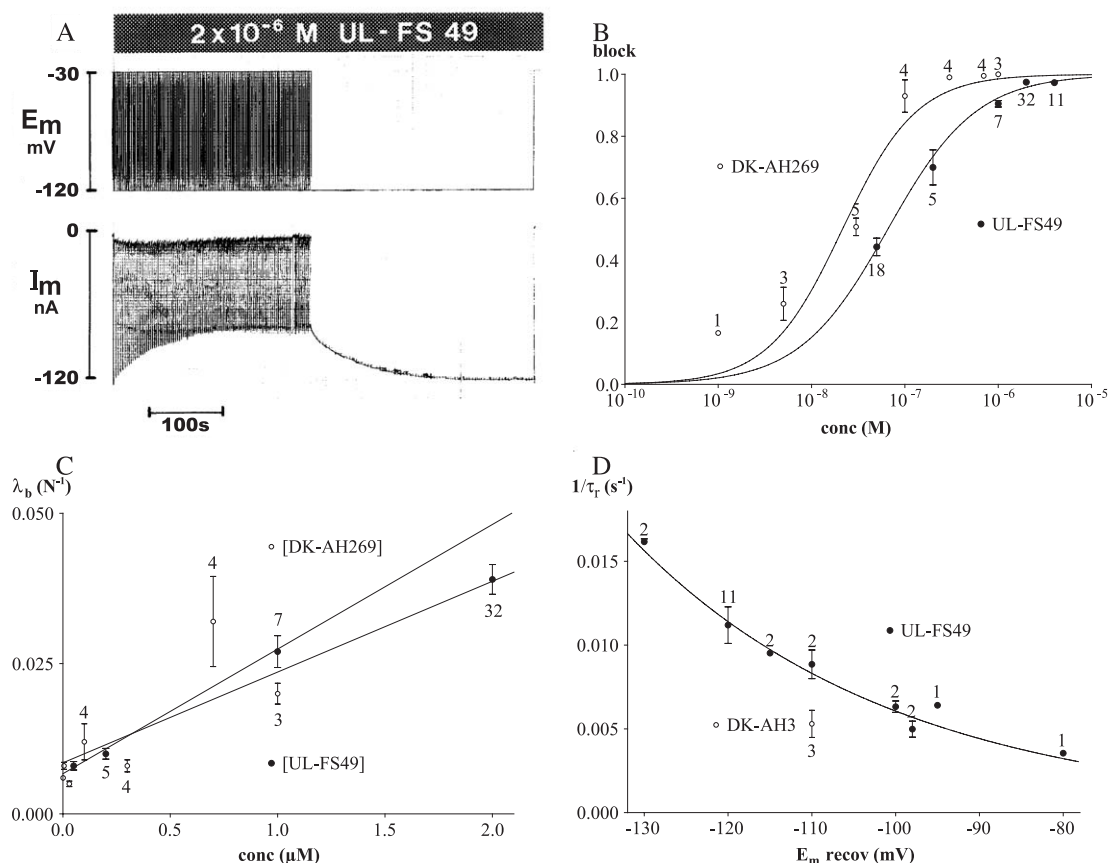 A
2 x 10⁻⁶ M UL - FS 49
-30
Em
mV
-120
0
Im
nA
-120
100s
B
block
1.0
0.8
0.6
0.4
0.2
0.0
10⁻¹⁰
10⁻⁹
10⁻⁸
10⁻⁷
10⁻⁶
10⁻⁵
conc (M)
DK-AH269
UL-FS49
1
3
5
4
4
4
3
18
5
7
32
11
C
λb (N⁻¹)
0.050
0.025
0.000
0.0
0.5
1.0
1.5
2.0
conc (µM)
[DK-AH269]
[UL-FS49]
4
4
4
3
5
7
32
D
1/τr (s⁻¹)
0.015
0.010
0.005
0.000
-130
-120
-110
-100
-90
-80
Em recov (mV)
UL-FS49
DK-AH3
2
11
2
2
3
2
2
1
1